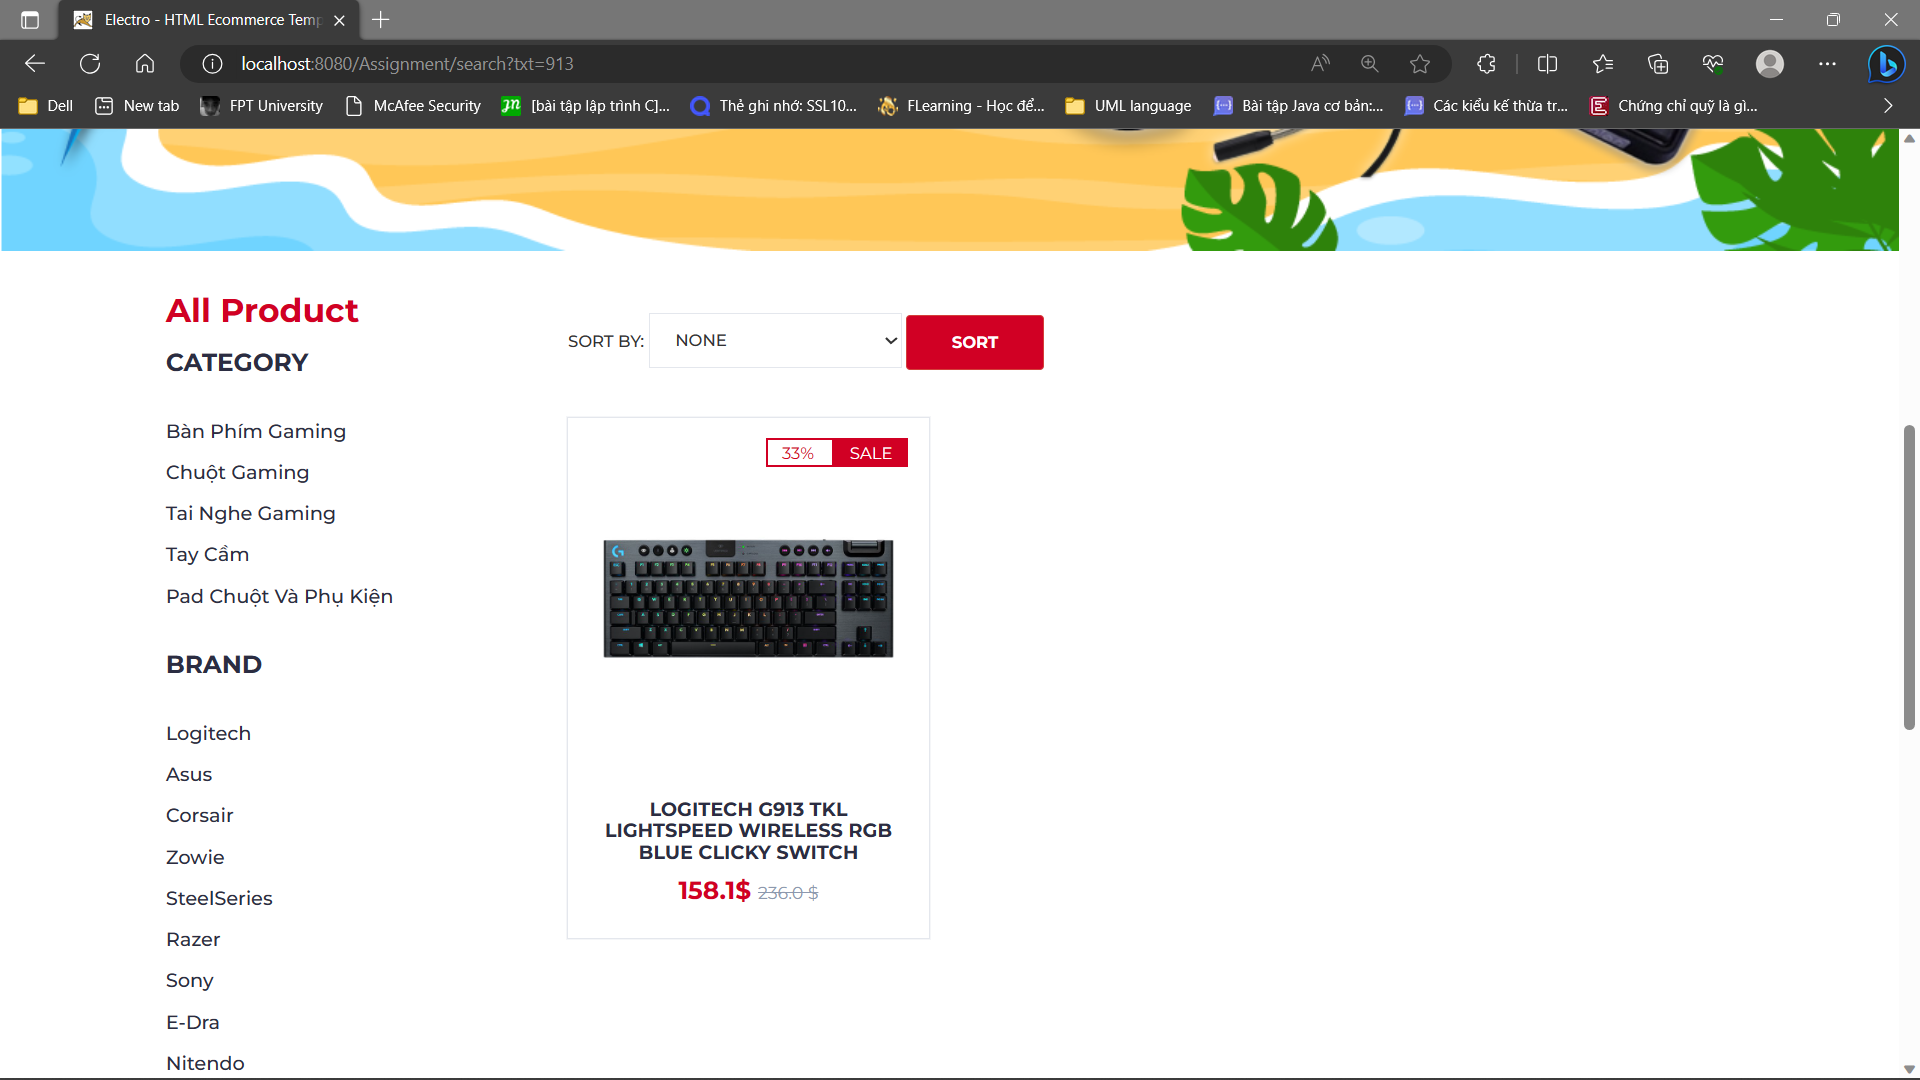 Electro - HTML Ecommerce Temp
localhost:8080/Assignment/search?txt=913
Dell
New tab
FPT University
McAfee Security
[bài tập lập trình C]...
Thẻ ghi nhớ: SSL10...
FLearning - Học để...
UML language
Bài tập Java cơ bản:...
Các kiểu kế thừa tr...
Chứng chỉ quỹ là gì...
All Product
CATEGORY
Bàn Phím Gaming
Chuột Gaming
Tai Nghe Gaming
Tay Cầm
Pad Chuột Và Phụ Kiện
BRAND
Logitech
Asus
Corsair
Zowie
SteelSeries
Razer
Sony
E-Dra
Nitendo
SORT BY:
NONE
SORT
33% SALE
LOGITECH G913 TKL
LIGHTSPEED WIRELESS RGB
BLUE CLICKY SWITCH
158.1$ 236.0 $